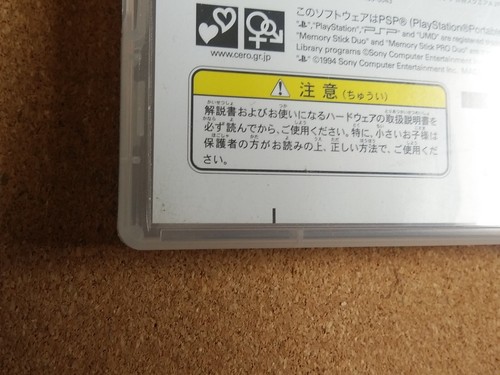 このソフトウェアはPSP® (PlayStation®Portable
"PlayStation", "PSP" and "UMD" are
"Memory Stick Duo" and "Memory Stick PRO Duo" are
Library programs ©Sony Computer Entertainment
©1994 Sony Computer Entertainment Inc.
www.cero.gr.jp
注意(ちゅうい)
解説書およびお使いになるハードウェアの取扱説明書を
必ず読んでから、ご使用ください。特に、小さいお子様は
保護者の方がお読みの上、正しい方法で、ご使用くだ
さい。